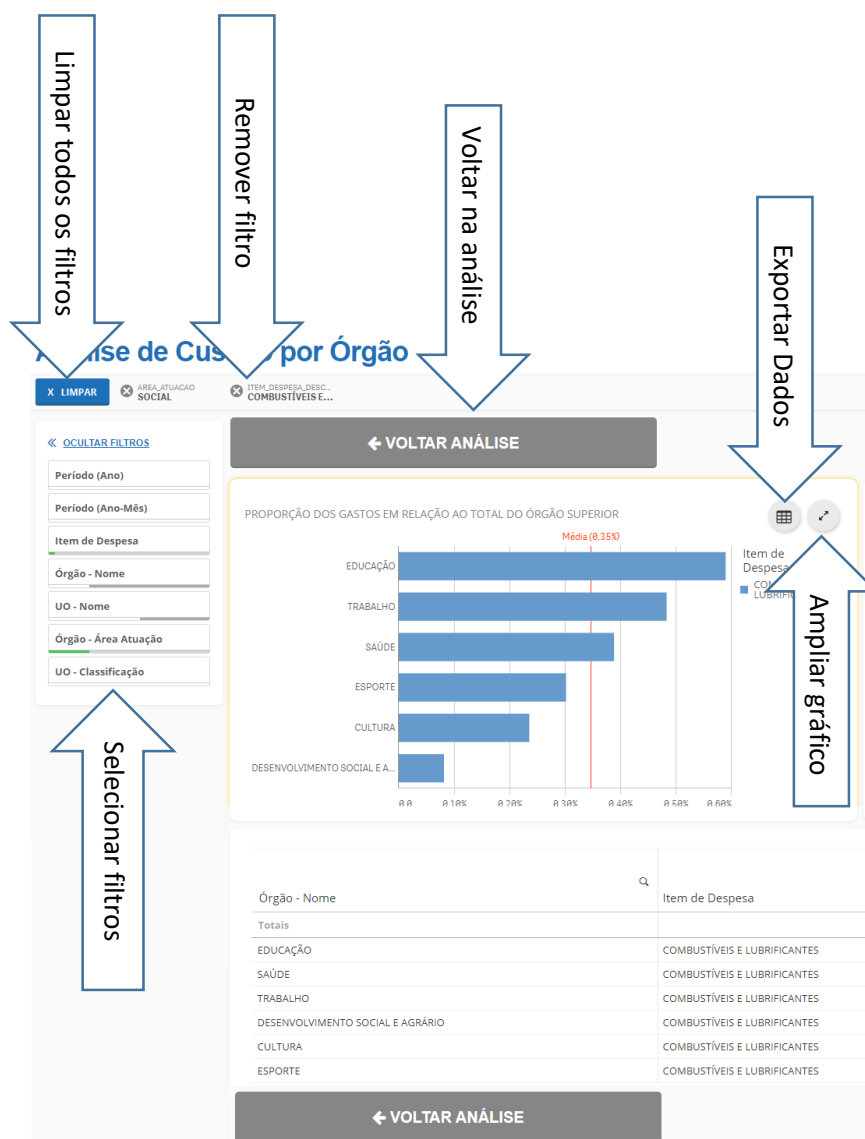 Limpar todos os filtros
Remover filtro
Voltar na análise
Exportar Dados
por Órgão
X LIMPAR
AREA_ATUACAO
SOCIAL
ITEM_DESPESA_DESC...
COMBUSTÍVEIS E...
OCULTAR FILTROS
Período (Ano)
Período (Ano-Mês)
Item de Despesa
Órgão - Nome
UO - Nome
Órgão - Área Atuação
UO - Classificação
Selecionar filtros
VOLTAR ANÁLISE
PROPORÇÃO DOS GASTOS EM RELAÇÃO AO TOTAL DO ÓRGÃO SUPERIOR
Média (0,35%)
EDUCAÇÃO
TRABALHO
SAÚDE
ESPORTE
CULTURA
DESENVOLVIMENTO SOCIAL E A...
0.0 0.10% 0.20% 0.30% 0.40% 0.50% 0.60%
Item de
Ampliar gráfico
Órgão - Nome Item de Despesa
Totais
EDUCAÇÃO COMBUSTÍVEIS E LUBRIFICANTES
SAÚDE COMBUSTÍVEIS E LUBRIFICANTES
TRABALHO COMBUSTÍVEIS E LUBRIFICANTES
DESENVOLVIMENTO SOCIAL E AGRÁRIO COMBUSTÍVEIS E LUBRIFICANTES
CULTURA COMBUSTÍVEIS E LUBRIFICANTES
ESPORTE COMBUSTÍVEIS E LUBRIFICANTES
VOLTAR ANÁLISE